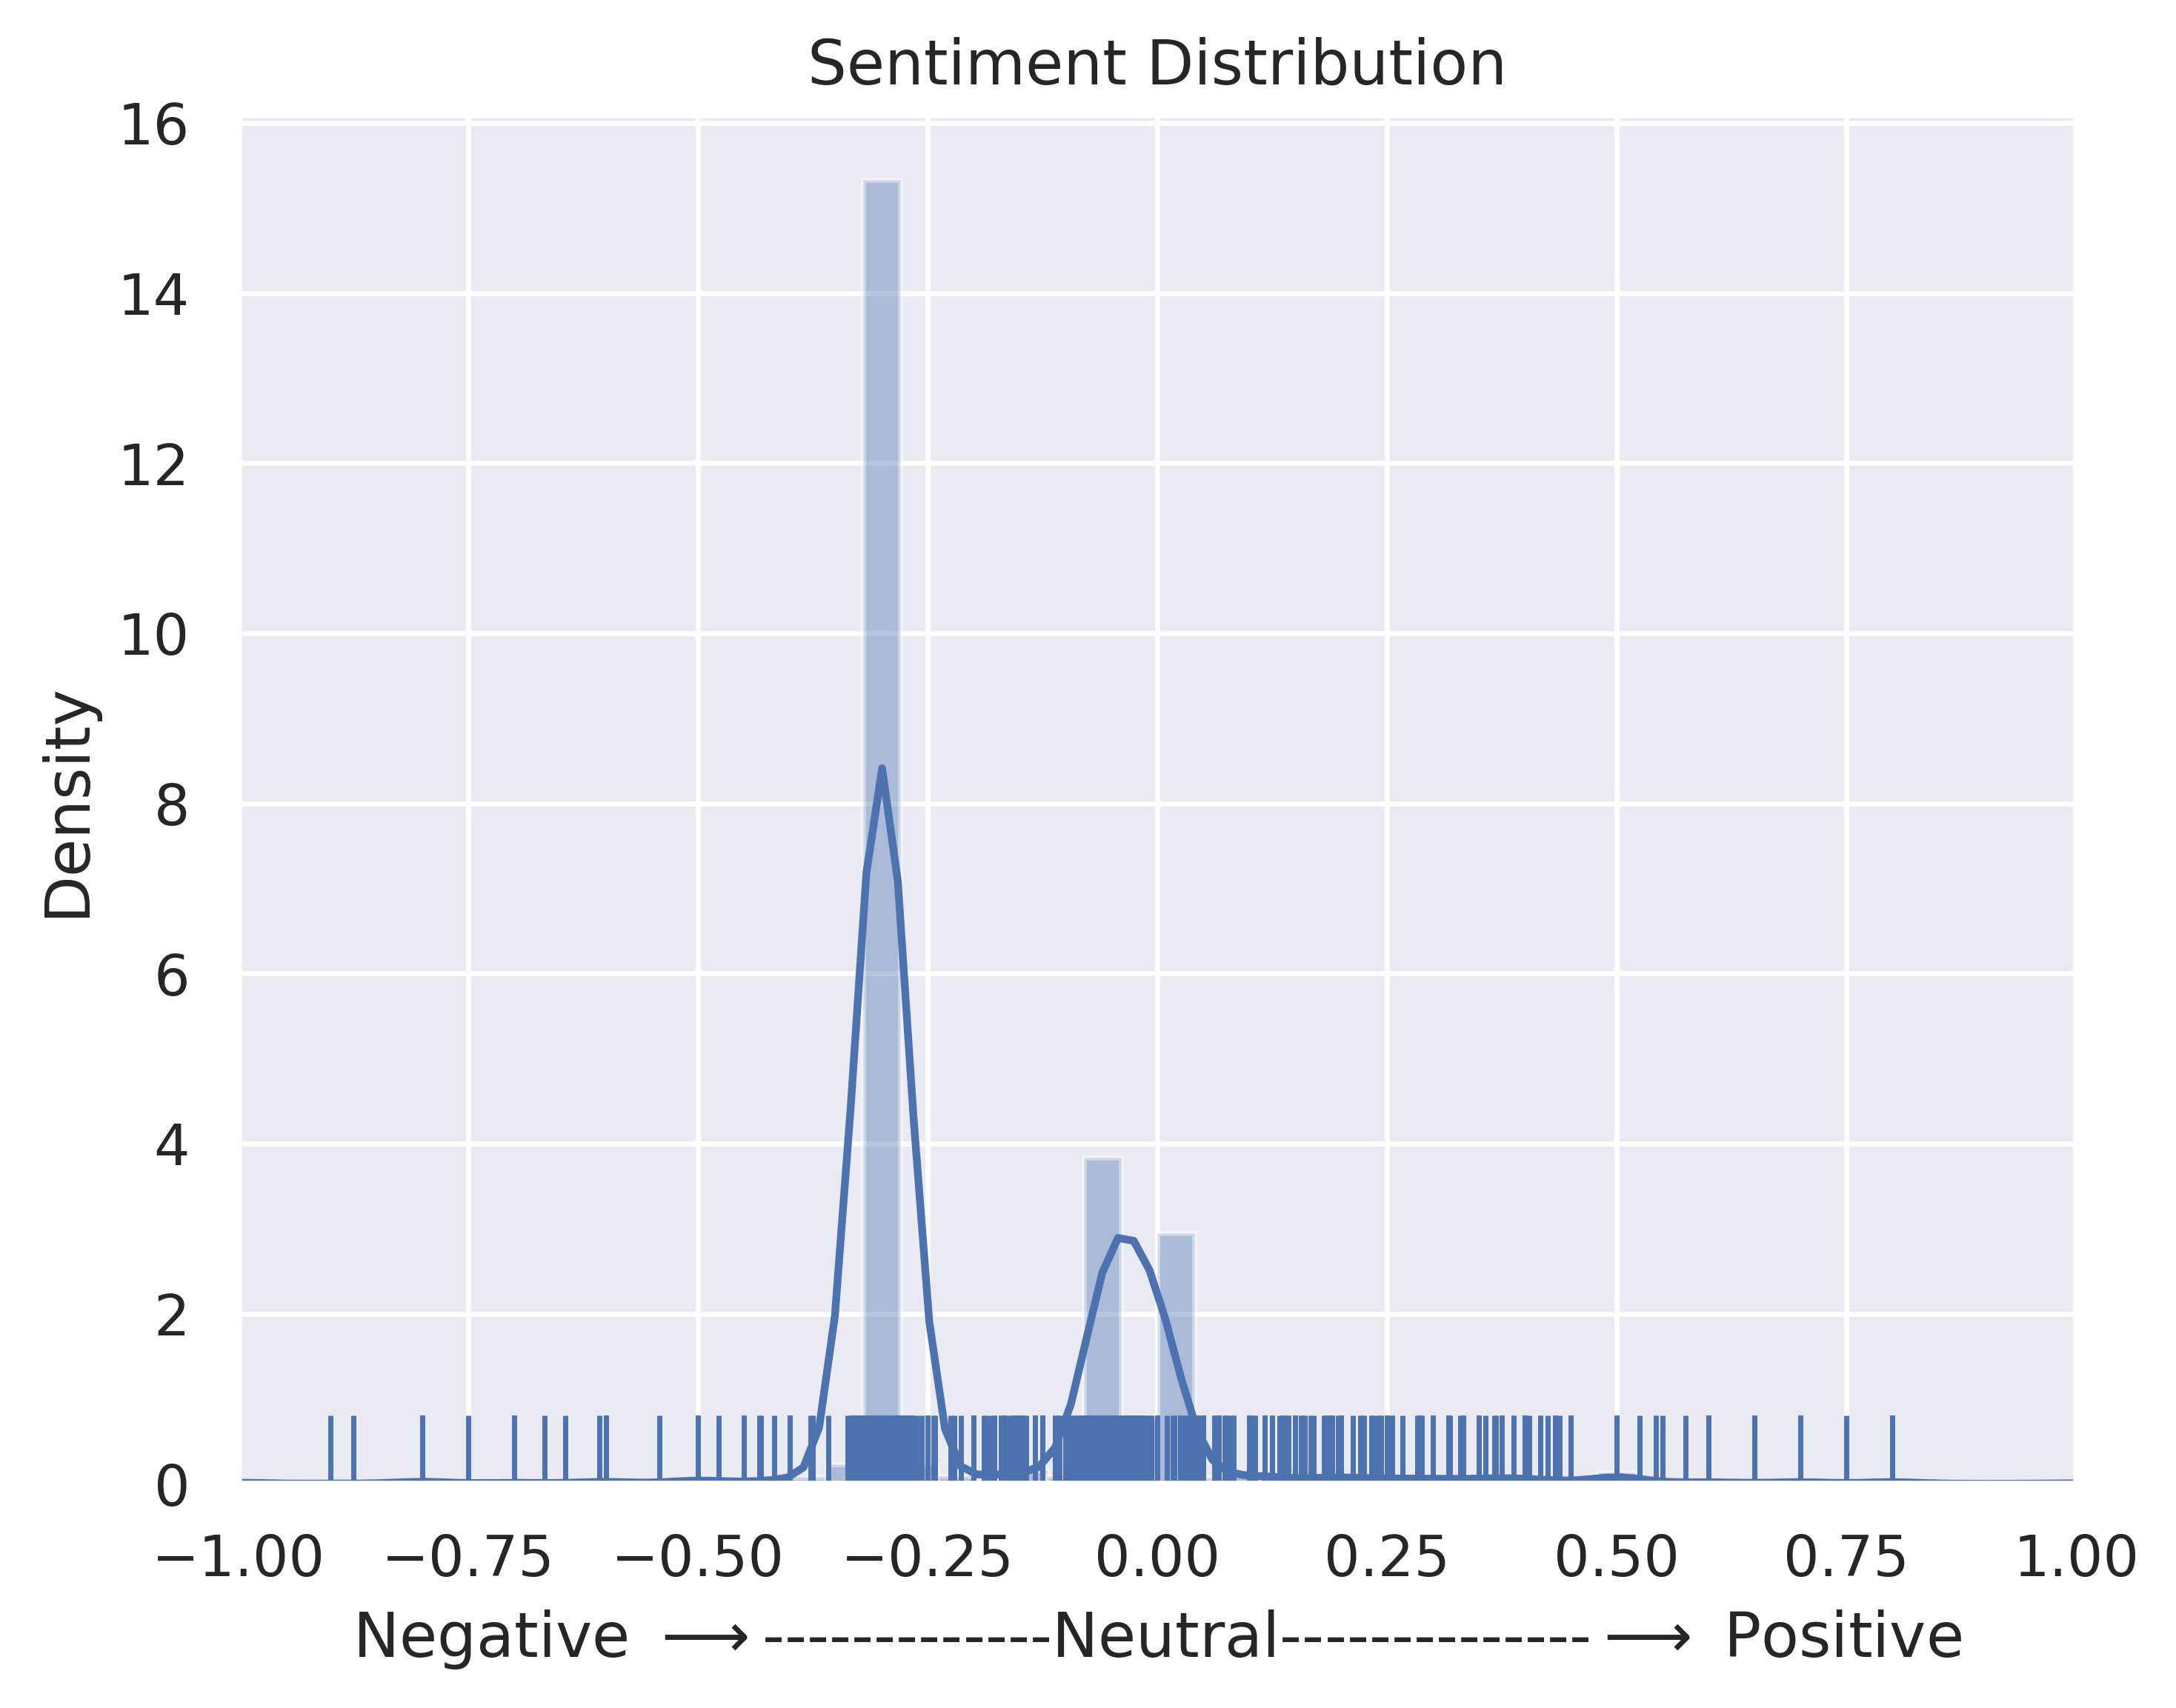 Sentiment Distribution
16
14
12
10
8
6
4
2
0
Density
−1.00 −0.75 −0.50 −0.25 0.00 0.25 0.50 0.75 1.00
Negative ⟶--------------Neutral---------------⟶ Positive